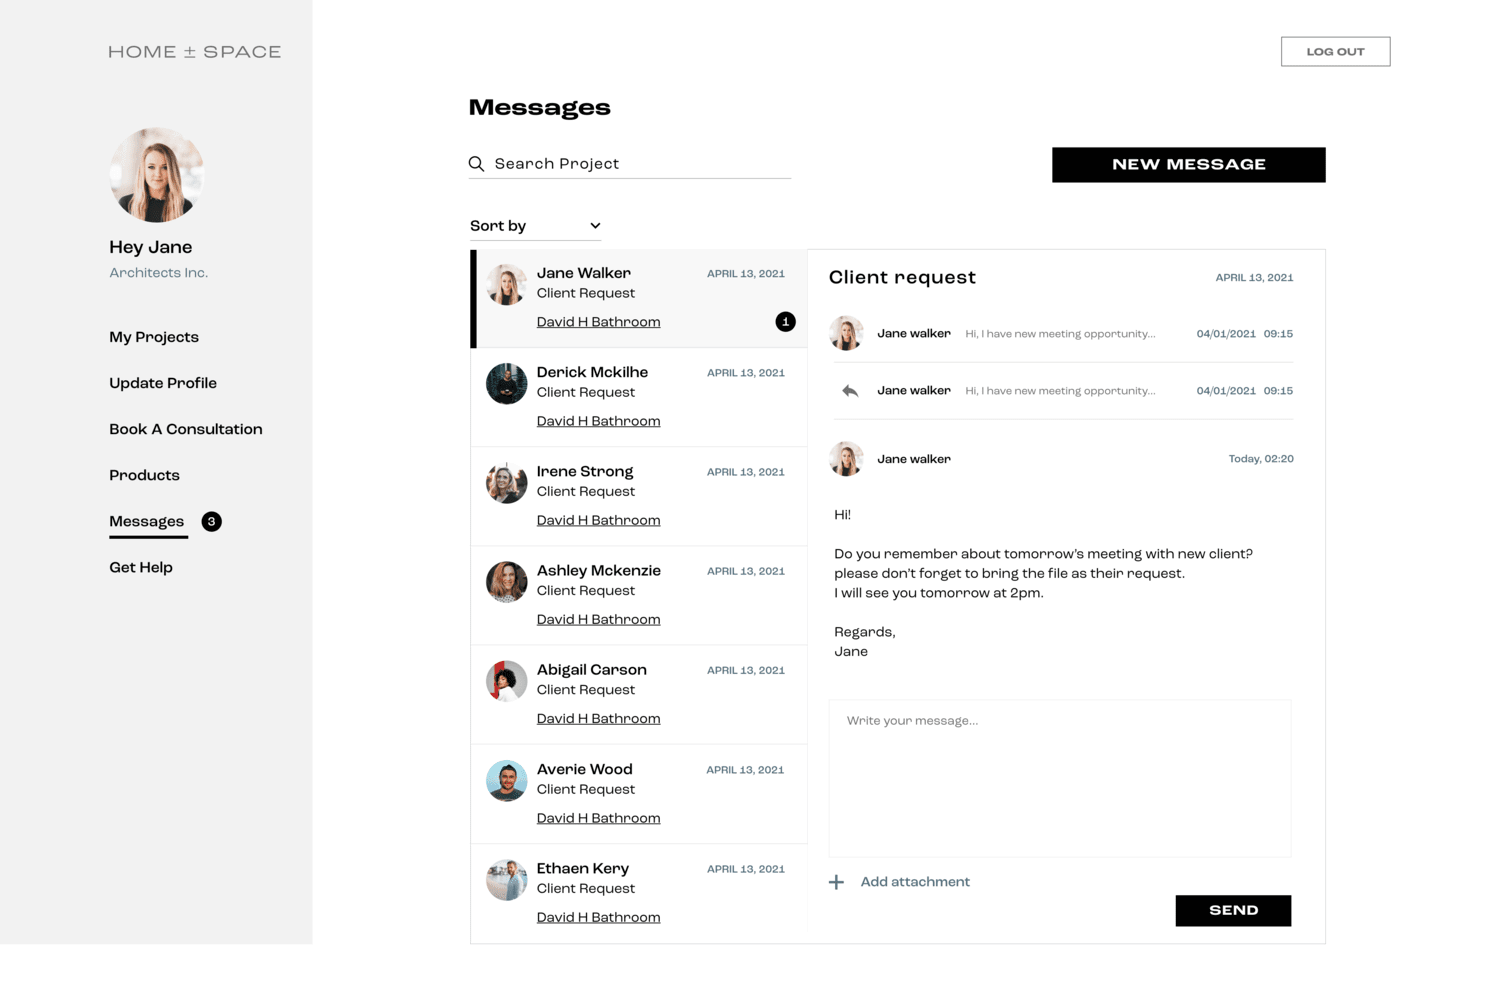 HOME ± SPACE
LOG OUT
Hey Jane
Architects Inc.
My Projects
Update Profile
Book A Consultation
Products
Messages 3
Get Help
Messages
Search Project
NEW MESSAGE
Sort by
Jane Walker APRIL 13, 2021
Client Request
David H Bathroom 1
Derick Mckilhe APRIL 13, 2021
Client Request
David H Bathroom
Irene Strong APRIL 13, 2021
Client Request
David H Bathroom
Ashley Mckenzie APRIL 13, 2021
Client Request
David H Bathroom
Abigail Carson APRIL 13, 2021
Client Request
David H Bathroom
Averie Wood APRIL 13, 2021
Client Request
David H Bathroom
Ethaen Kery APRIL 13, 2021
Client Request
David H Bathroom
Client request APRIL 13, 2021
Jane walker Hi, I have new meeting opportunity... 04/01/2021 09:15
Jane walker Hi, I have new meeting opportunity... 04/01/2021 09:15
Jane walker Today, 02:20
Hi!
Do you remember about tomorrow's meeting with new client?
please don't forget to bring the file as their request.
I will see you tomorrow at 2pm.
Regards,
Jane
Write your message...
Add attachment
SEND